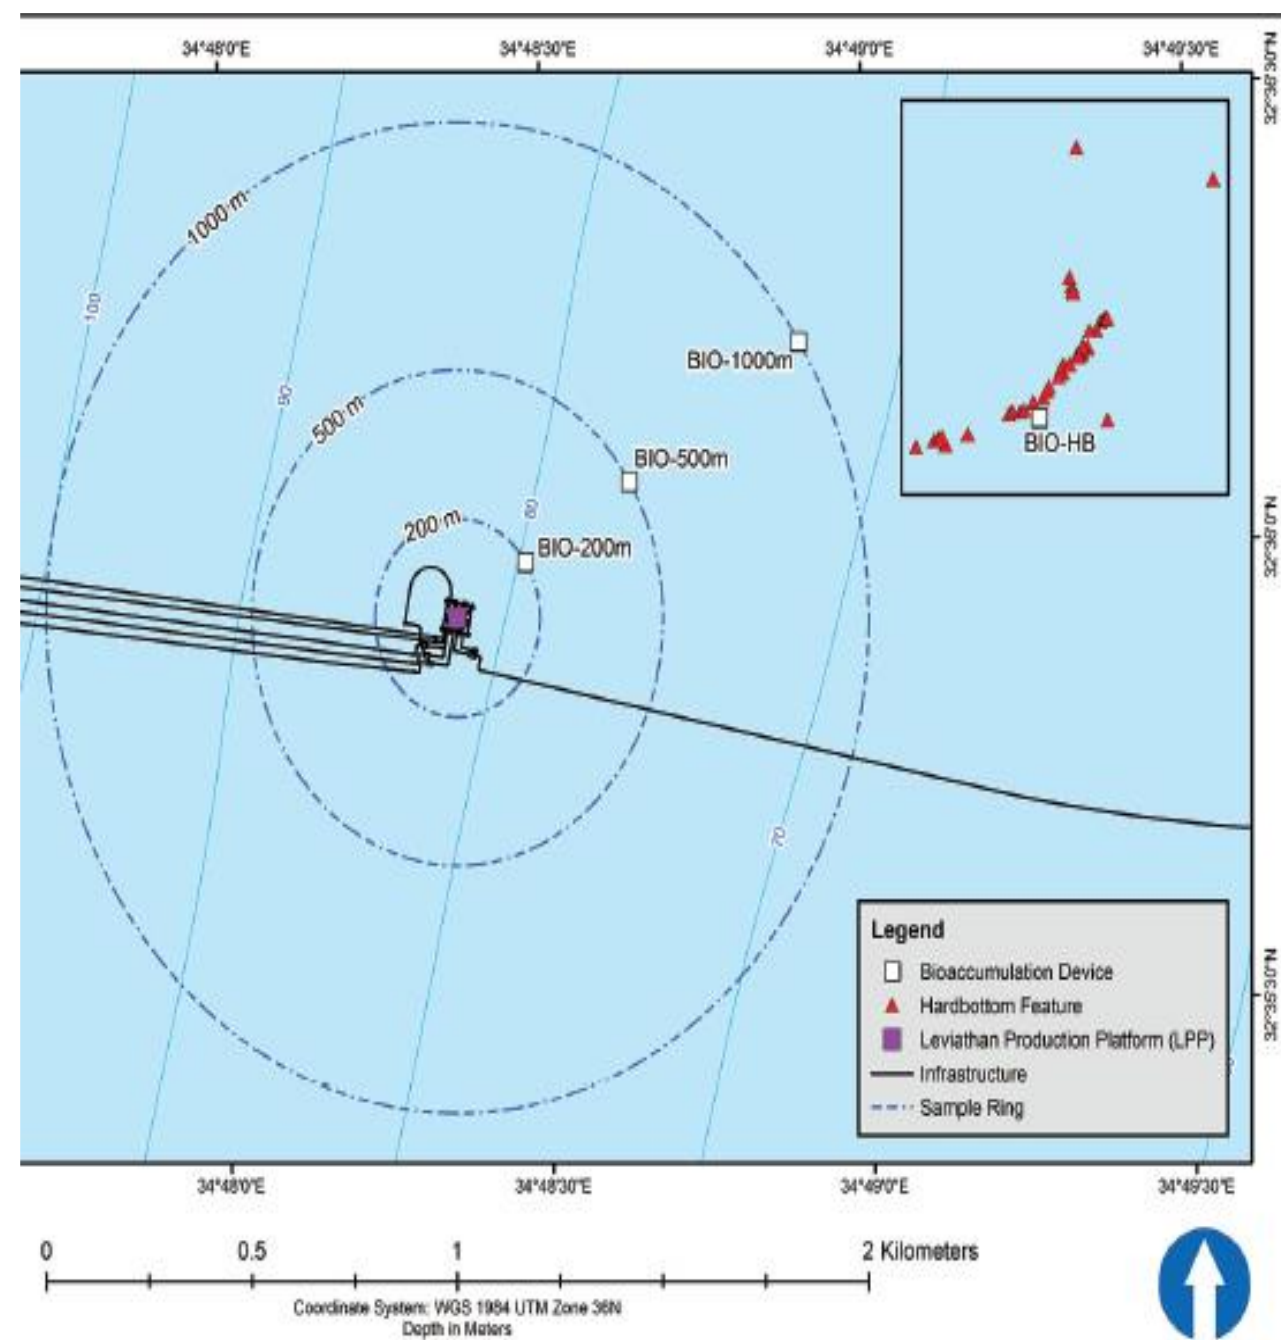 34°48'0"E 34°48'30"E 34°49'0"E 34°49'30"E
32°36'30"N
1000 m
100
90
BIO-1000m
500 m
BIO-500m
BIO-HB
80
200 m
BIO-200m
32°36'0"N
70
Legend
Bioaccumulation Device
Hardbottom Feature
Leviathan Production Platform (LPP)
Infrastructure
Sample Ring
32°35'30"N
34°48'0"E 34°48'30"E 34°49'0"E 34°49'30"E
0 0.5 1 2 Kilometers
Coordinate System: WGS 1984 UTM Zone 36N
Depth in Meters